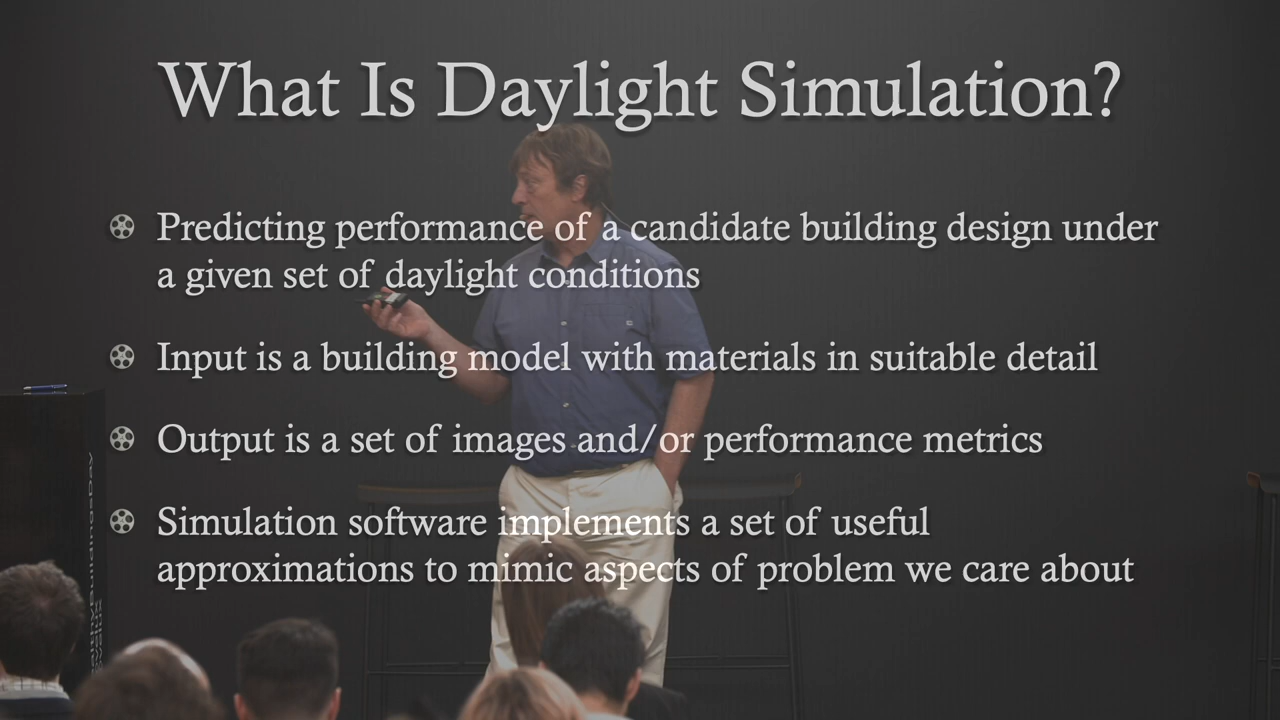 What Is Daylight Simulation?
Predicting performance of a candidate building design under
a given set of daylight conditions
Input is a building model with materials in suitable detail
Output is a set of images and/or performance metrics
Simulation software implements a set of useful
approximations to mimic aspects of problem we care about